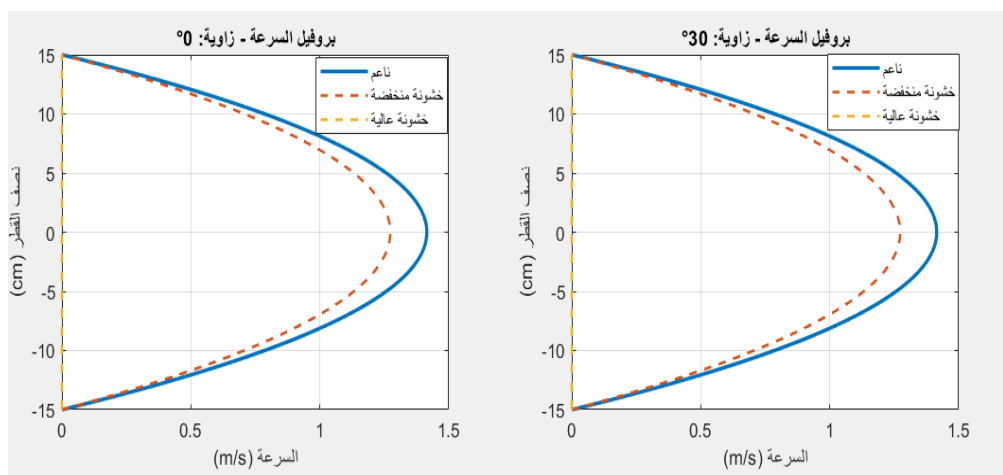 بروفيل السرعة - زاوية: 0°
15
10
5
0
-5
-10
-15
نصف القطر (cm)
0
0.5
1
1.5
السرعة (m/s)
ناعم
خشونة منخفضة
خشونة عالية
بروفيل السرعة - زاوية: 30°
15
10
5
0
-5
-10
-15
نصف القطر (cm)
0
0.5
1
1.5
السرعة (m/s)
ناعم
خشونة منخفضة
خشونة عالية